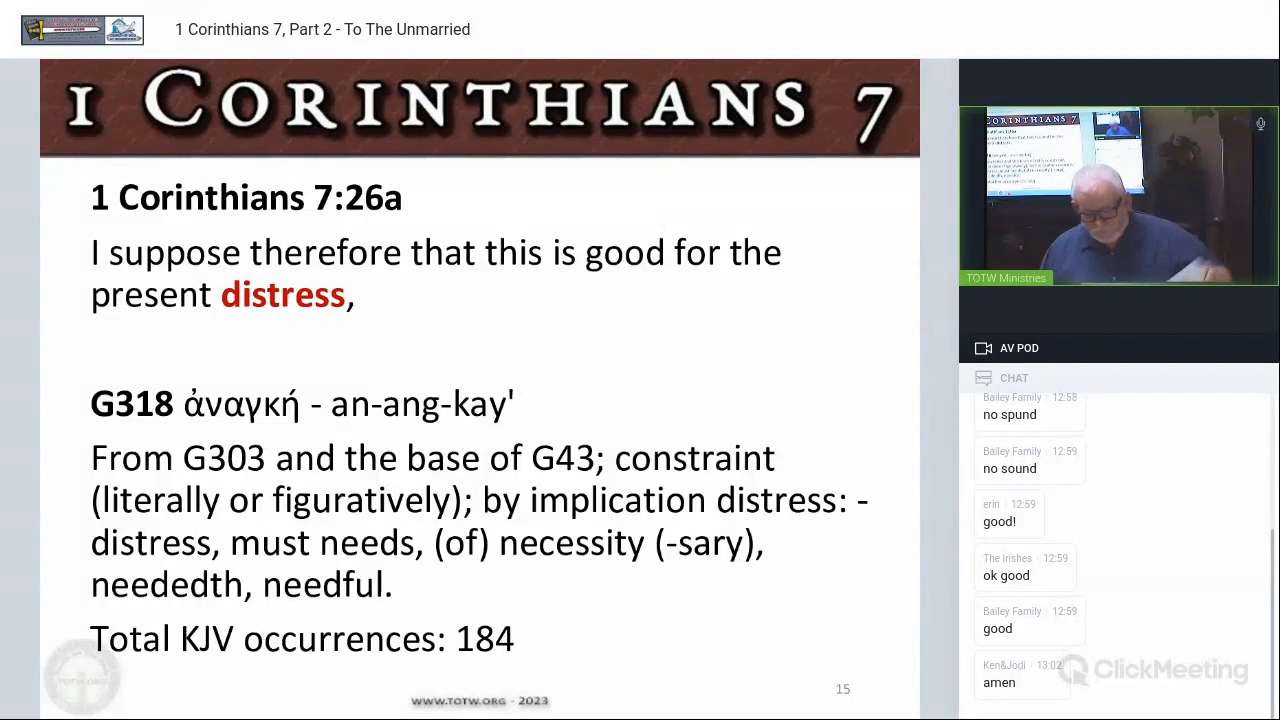 1 Corinthians 7, Part 2 - To The Unmarried
1 CORINTHIANS 7
1 Corinthians 7:26a
I suppose therefore that this is good for the
present distress,
G318 ἀναγκή - an-ang-kay'
From G303 and the base of G43; constraint
(literally or figuratively); by implication distress: -
distress, must needs, (of) necessity (-sary),
neededth, needful.
Total KJV occurrences: 184
TOTW.ORG
WWW.TOTW.ORG - 2023
15
CORINTHIANS 7
TOTW Ministries
AV POD
CHAT
Bailey Family 12:58
no spund
Bailey Family 12:59
no sound
erin 12:59
good!
The Irishes 12:59
ok good
Bailey Family 12:59
good
Ken&Jodi 13:02
amen
ClickMeeting